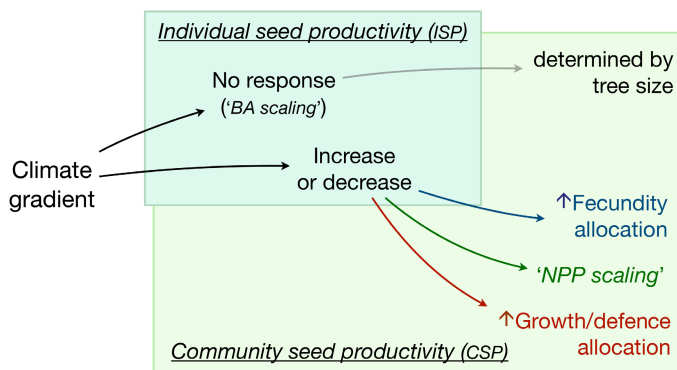 Individual seed productivity (ISP)
No response
('BA scaling')
determined by
tree size
Climate
gradient
Increase
or decrease
↑Fecundity
allocation
'NPP scaling'
↑Growth/defence
allocation
Community seed productivity (CSP)